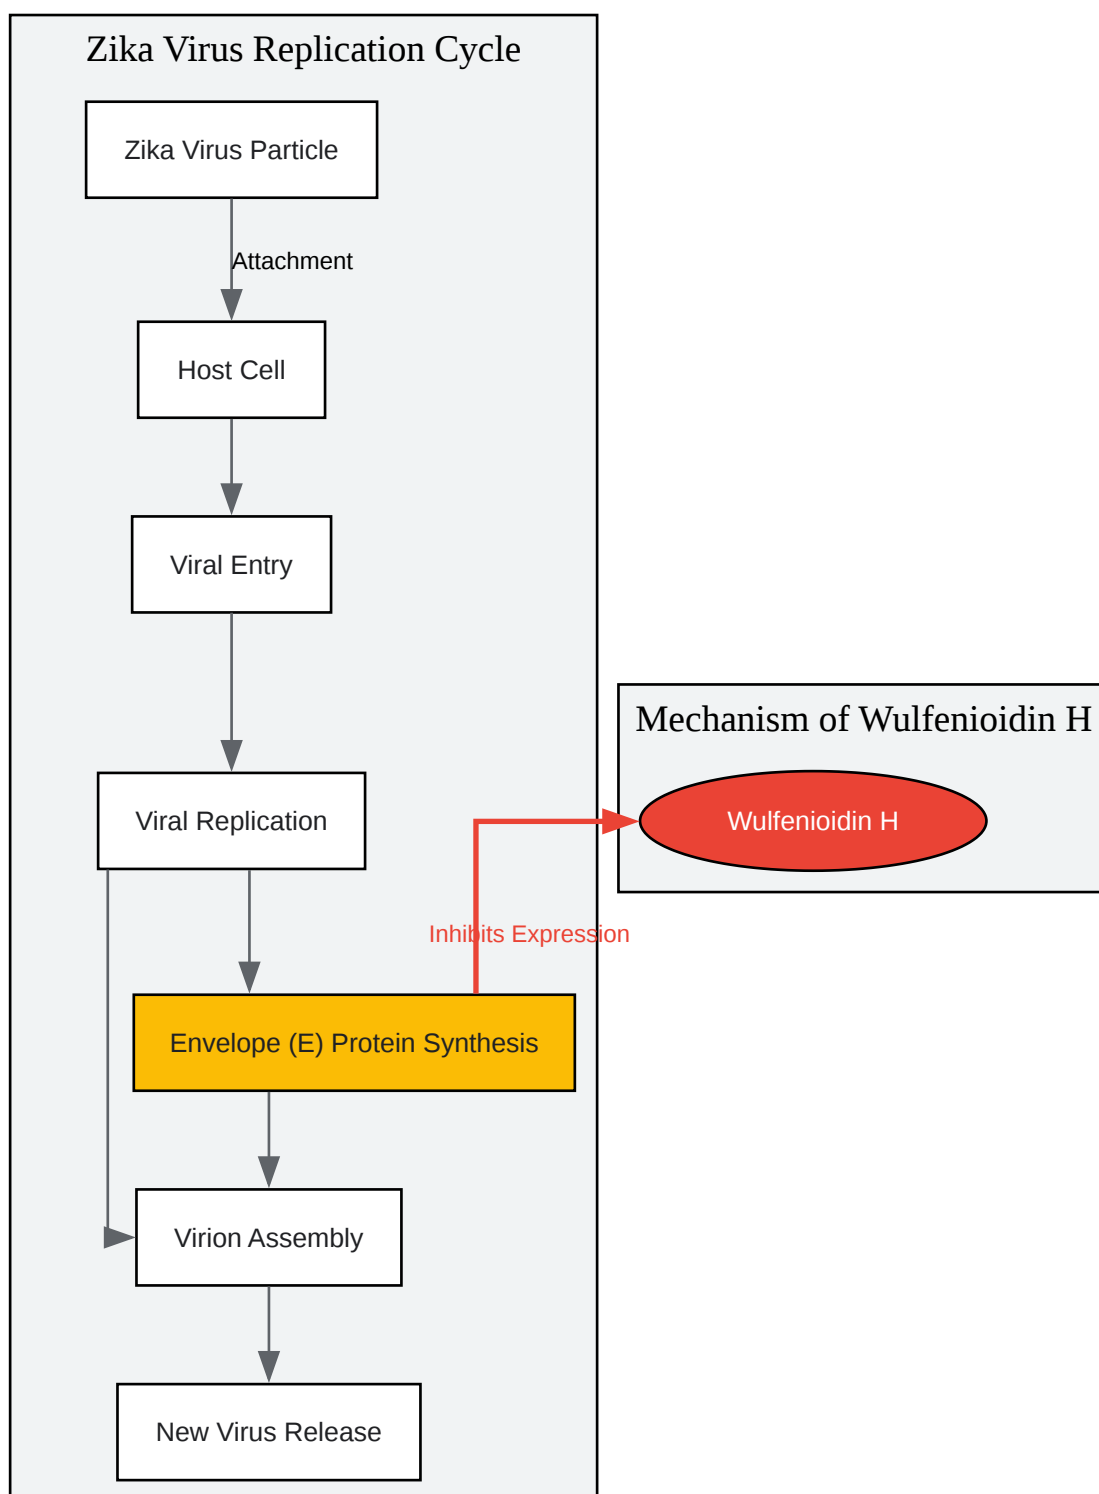 Zika Virus Replication Cycle
Zika Virus Particle
Attachment
Host Cell
Viral Entry
Viral Replication
Mechanism of Wulfenioidin H
Wulfenioidin H
Inhibits Expression
Envelope (E) Protein Synthesis
Virion Assembly
New Virus Release